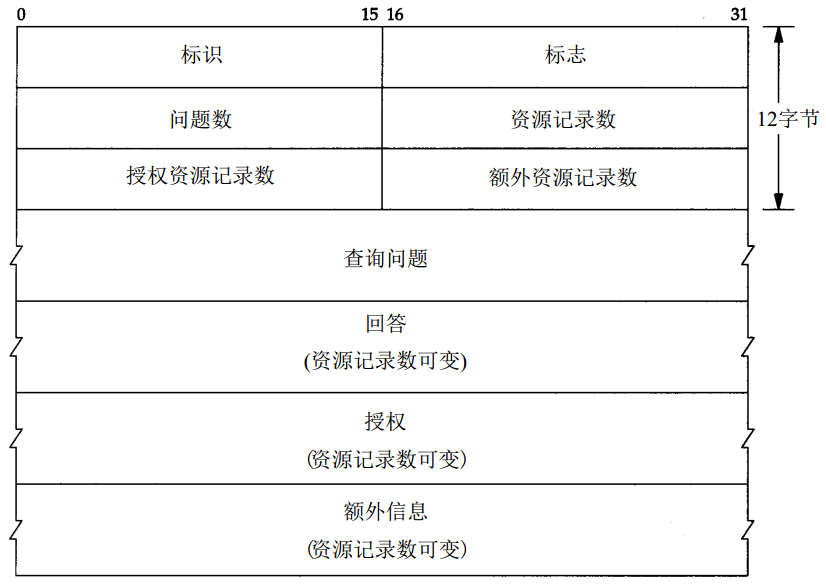 0 15 16 31
标识 标志
问题数 资源记录数 12字节
授权资源记录数 额外资源记录数
查询问题
回答
(资源记录数可变)
授权
(资源记录数可变)
额外信息
(资源记录数可变)